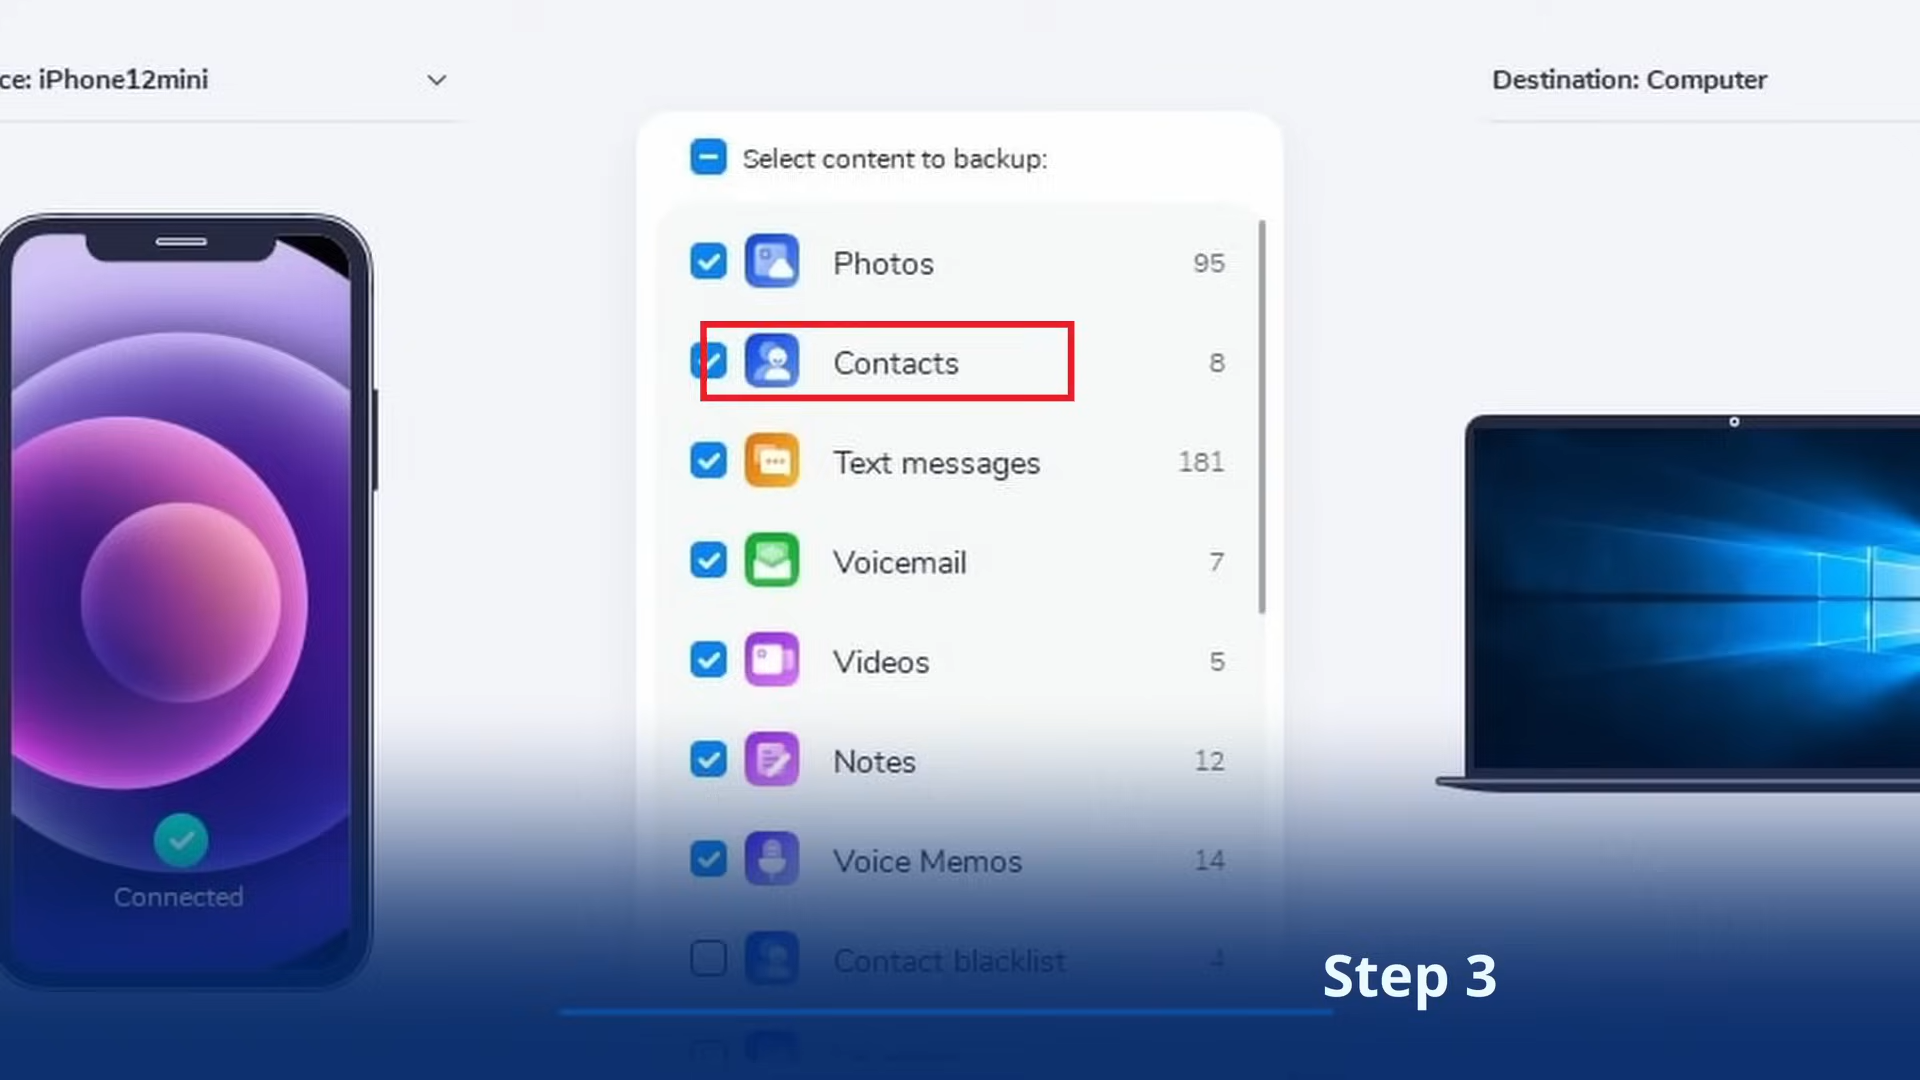 ce: iPhone12mini
Destination: Computer
Select content to backup:
Photos 95
Contacts 8
Text messages 181
Voicemail 7
Videos 5
Notes 12
Voice Memos 14
Connected
Contact blacklist 4
Step 3